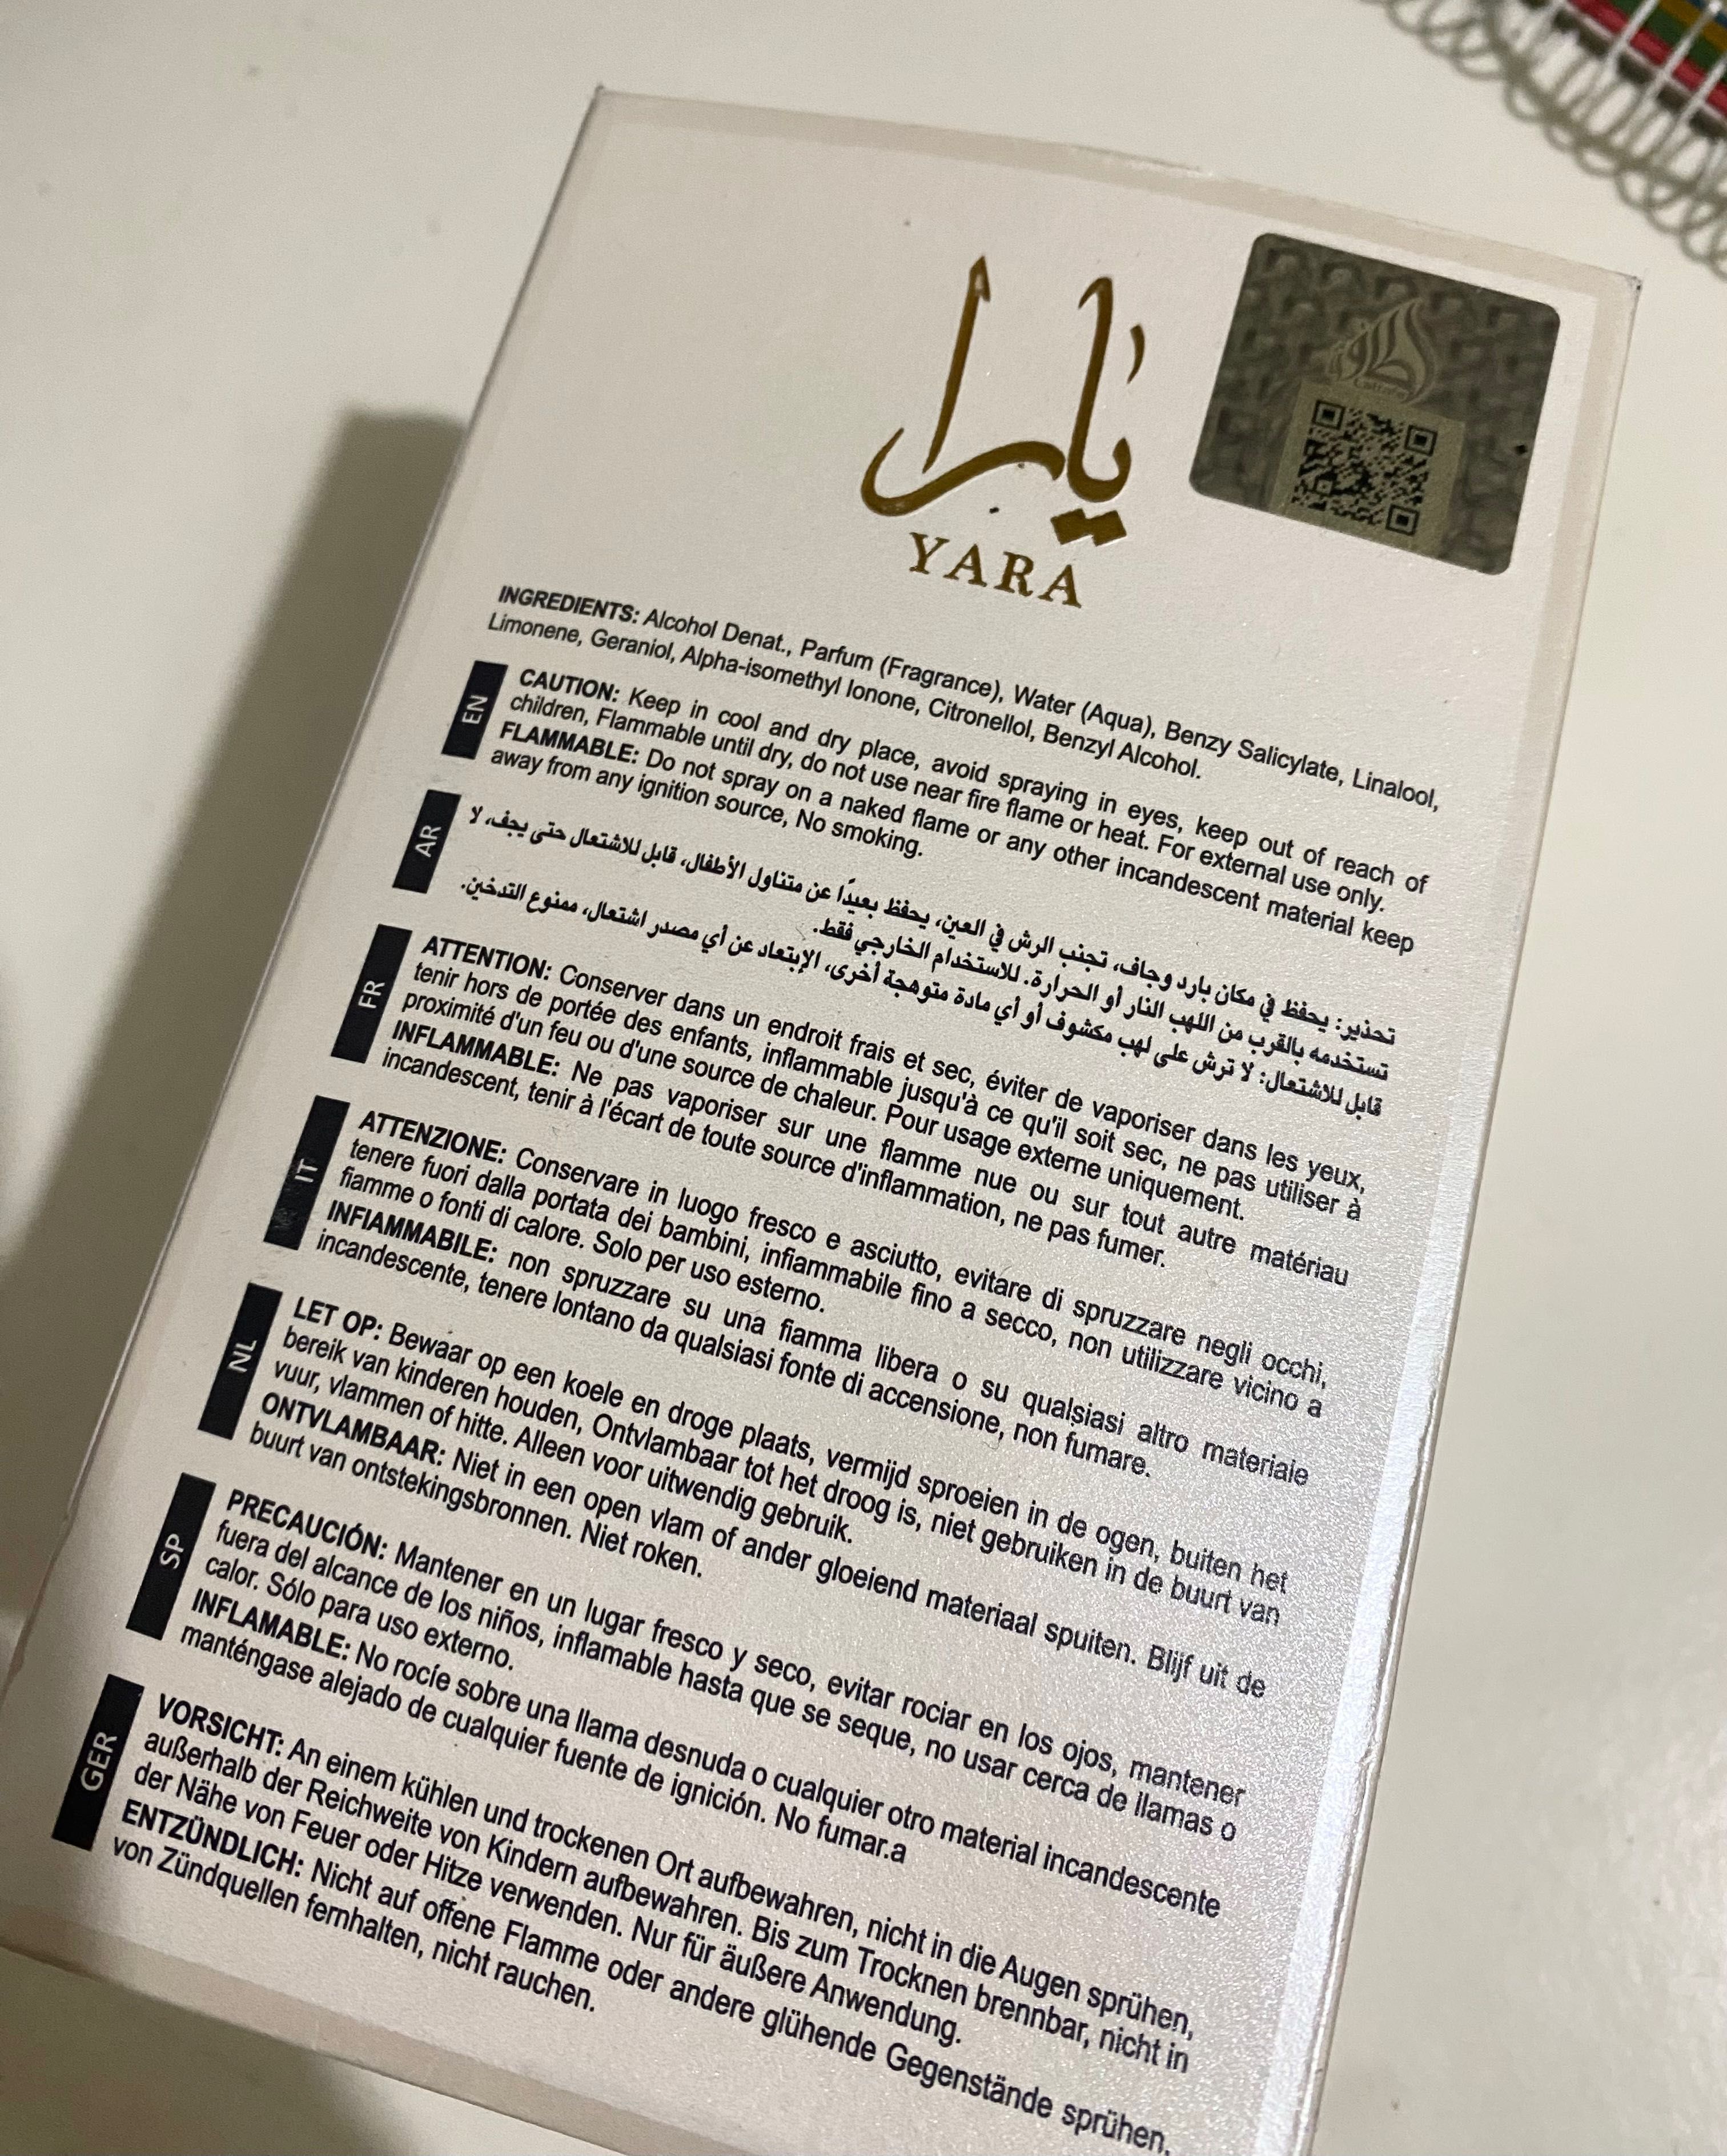 يارا
YARA
Lattafa
INGREDIENTS: Alcohol Denat., Parfum (Fragrance), Water (Aqua), Benzy Salicylate, Linalool,
Limonene, Geraniol, Alpha-isomethyl Ionone, Citronellol, Benzyl Alcohol.
EN
CAUTION: Keep in cool and dry place, avoid spraying in eyes, keep out of reach of
children, Flammable until dry, do not use near fire flame or heat. For external use only.
FLAMMABLE: Do not spray on a naked flame or any other incandescent material keep
away from any ignition source, No smoking.
AR
تحذير: يحفظ في مكان بارد وجاف، تجنب الرش في العين، يحفظ بعيدًا عن متناول الأطفال، قابل للاشتعال حتى يجف، لا
تستخدمه بالقرب من اللهب النار أو الحرارة. للاستخدام الخارجي فقط.
قابل للاشتعال: لا ترش على لهب مكشوف أو أي مادة متوهجة أخرى، الإبتعاد عن أي مصدر اشتعال، ممنوع التدخين.
FR
ATTENTION: Conserver dans un endroit frais et sec, éviter de vaporiser dans les yeux,
tenir hors de portée des enfants, inflammable jusqu'à ce qu'il soit sec, ne pas utiliser à
proximité d'un feu ou d'une source de chaleur. Pour usage externe uniquement.
INFLAMMABLE: Ne pas vaporiser sur une flamme nue ou sur tout autre matériau
incandescent, tenir à l'écart de toute source d'inflammation, ne pas fumer.
IT
ATTENZIONE: Conservare in luogo fresco e asciutto, evitare di spruzzare negli occhi,
tenere fuori dalla portata dei bambini, infiammabile fino a secco, non utilizzare vicino a
fiamme o fonti di calore. Solo per uso esterno.
INFIAMMABILE: non spruzzare su una fiamma libera o su qualsiasi altro materiale
incandescente, tenere lontano da qualsiasi fonte di accensione, non fumare.
NL
LET OP: Bewaar op een koele en droge plaats, vermijd sproeien in de ogen, buiten het
bereik van kinderen houden, Ontvlambaar tot het droog is, niet gebruiken in de buurt van
vuur, vlammen of hitte. Alleen voor uitwendig gebruik.
ONTVLAMBAAR: Niet in een open vlam of ander gloeiend materiaal spuiten. Blijf uit de
buurt van ontstekingsbronnen. Niet roken.
SP
PRECAUCIÓN: Mantener en un lugar fresco y seco, evitar rociar en los ojos, mantener
fuera del alcance de los niños, inflamable hasta que se seque, no usar cerca de llamas o
calor. Sólo para uso externo.
INFLAMABLE: No rocíe sobre una llama desnuda o cualquier otro material incandescente
manténgase alejado de cualquier fuente de ignición. No fumar.a
GER
VORSICHT: An einem kühlen und trockenen Ort aufbewahren, nicht in die Augen sprühen,
außerhalb der Reichweite von Kindern aufbewahren. Bis zum Trocknen brennbar, nicht in
der Nähe von Feuer oder Hitze verwenden. Nur für äußere Anwendung.
ENTZÜNDLICH: Nicht auf offene Flamme oder andere glühende Gegenstände sprühen.
von Zündquellen fernhalten, nicht rauchen.